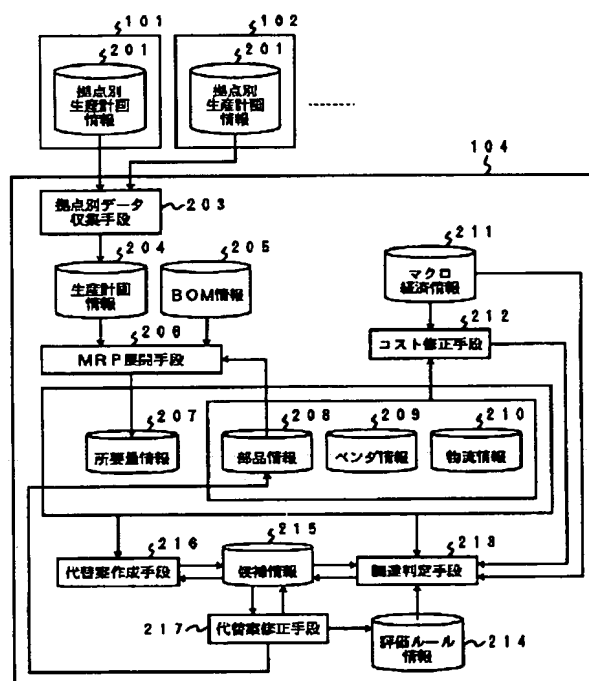 101
102
201
201
拠点別
生産計画
情報
拠点別
生産計画
情報
104
拠点別データ
収集手段
203
204
205
211
生産計画
情報
BOM情報
マクロ
経済情報
206
212
MRP展開手段
コスト修正手段
207
208
209
210
所要量情報
部品情報
ベンダ情報
物流情報
216
215
213
代替案作成手段
候補情報
調達判定手段
217
代替案修正手段
評価ルール
情報
214